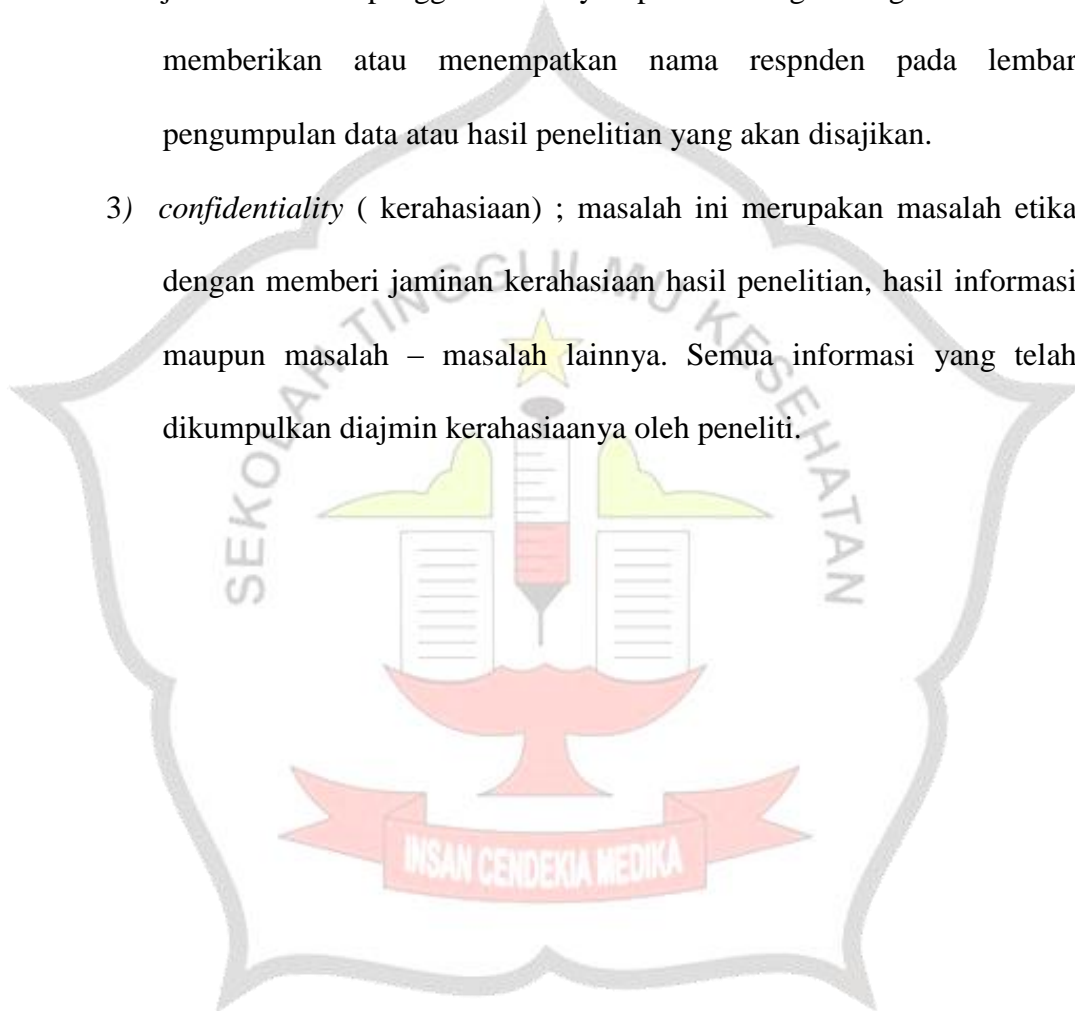 memberikan atau menempatkan nama respnden pada lembar
pengumpulan data atau hasil penelitian yang akan disajikan.
3) confidentiality ( kerahasiaan) ; masalah ini merupakan masalah etika
dengan memberi jaminan kerahasiaan hasil penelitian, hasil informasi
maupun masalah – masalah lainnya. Semua informasi yang telah
dikumpulkan diajmin kerahasiaanya oleh peneliti.
SEKOLAH TINGGI ILMU KESEHATAN
INSAN CENDEKIA MEDIKA